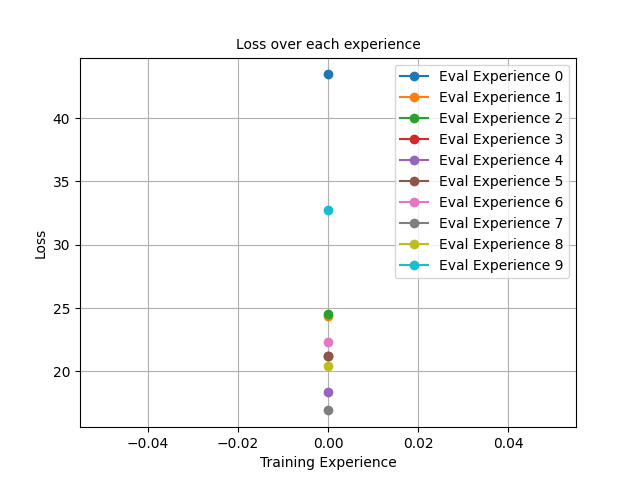 Loss over each experience
Eval Experience 0
Eval Experience 1
Eval Experience 2
Eval Experience 3
Eval Experience 4
Eval Experience 5
Eval Experience 6
Eval Experience 7
Eval Experience 8
Eval Experience 9
Loss
40
35
30
25
20
−0.04 −0.02 0.00 0.02 0.04
Training Experience